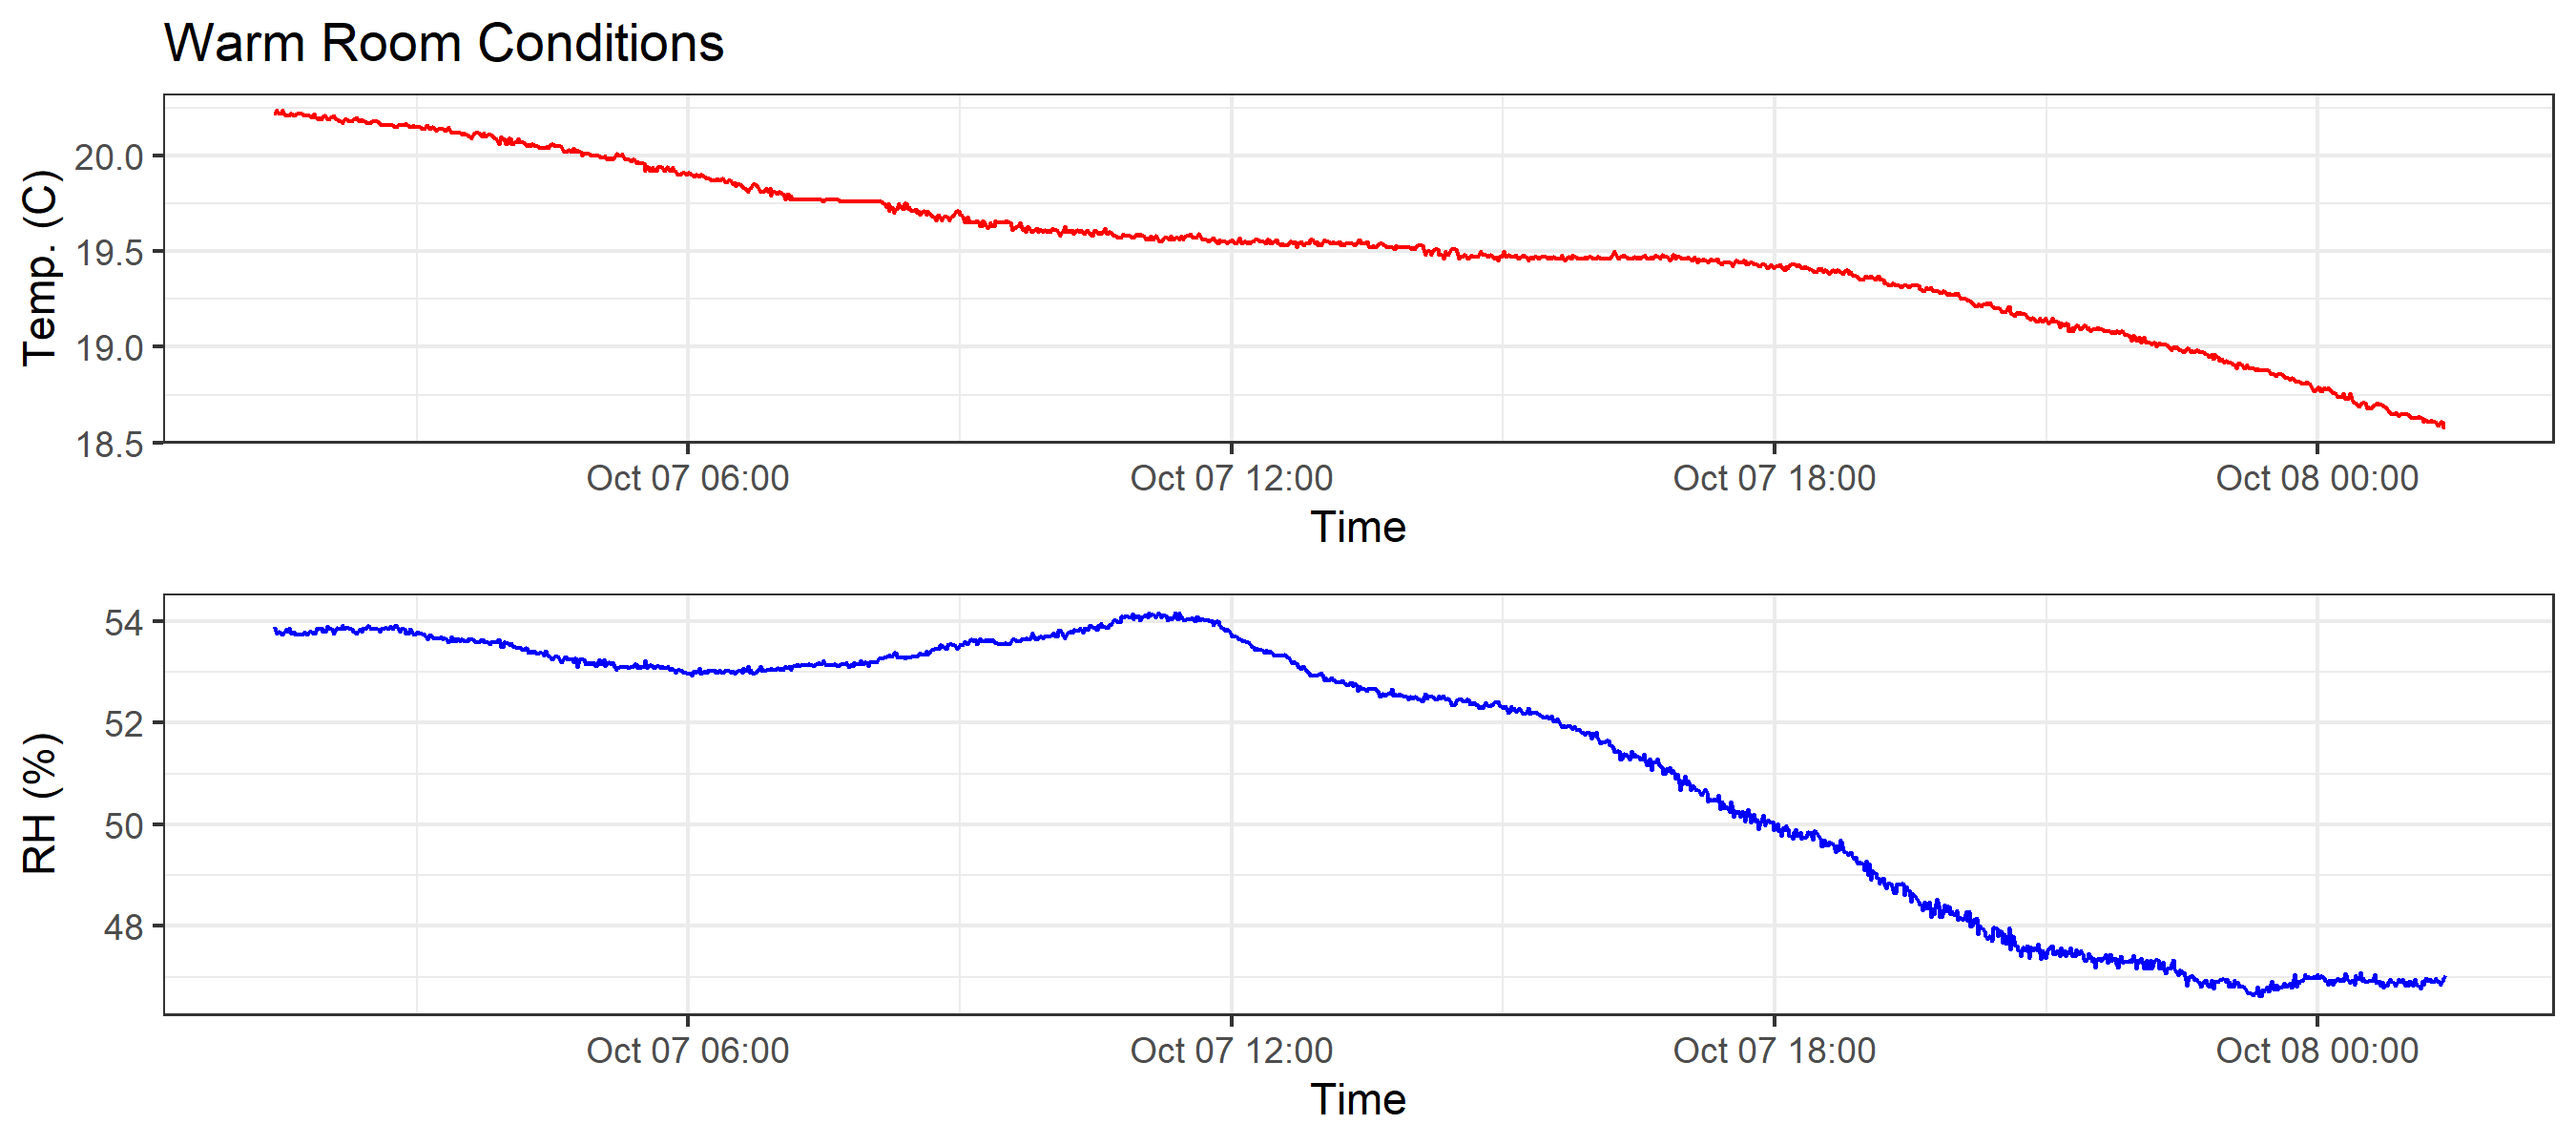 Warm Room Conditions
Temp. (C)
20.0
19.5
19.0
18.5
Oct 07 06:00 Oct 07 12:00 Oct 07 18:00 Oct 08 00:00
Time
RH (%)
54
52
50
48
Oct 07 06:00 Oct 07 12:00 Oct 07 18:00 Oct 08 00:00
Time